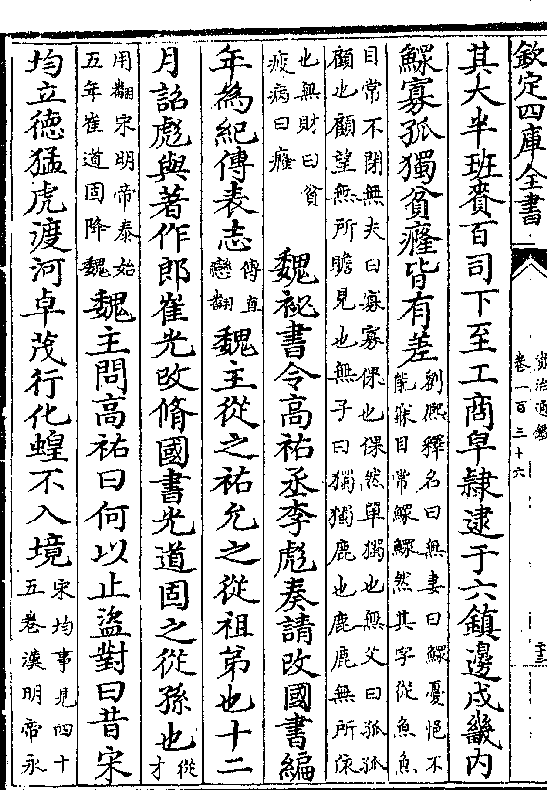 欽定四庫全書
資治通鑑
卷一百三十六
其大半班賚百司下至工商皁隸逮于六鎮邊戍畿內
鰥寡孤獨貧癃皆有差
劉熙釋名曰無妻曰鰥憂悒不
能寐目常鰥鰥然其字從魚魚
目常不閉無夫曰寡寡倮也倮然單獨也無父曰孤孤
顧也顧望無所瞻見也無子曰獨獨鹿也鹿鹿無所依
也無財曰貧
疲病曰癃
魏祕書令高祐丞李彪奏請改國書編
年為紀傳表志
傳直
戀翻
魏主從之祐允之從祖弟也十二
月詔彪與著作郎崔光改脩國書光道固之從孫也
從
才
用翻宋明帝泰始
五年崔道固降魏
魏主問高祐曰何以止盜對曰昔宋
均立德猛虎渡河卓茂行化蝗不入境
宋均事見四十
五卷漢明帝永